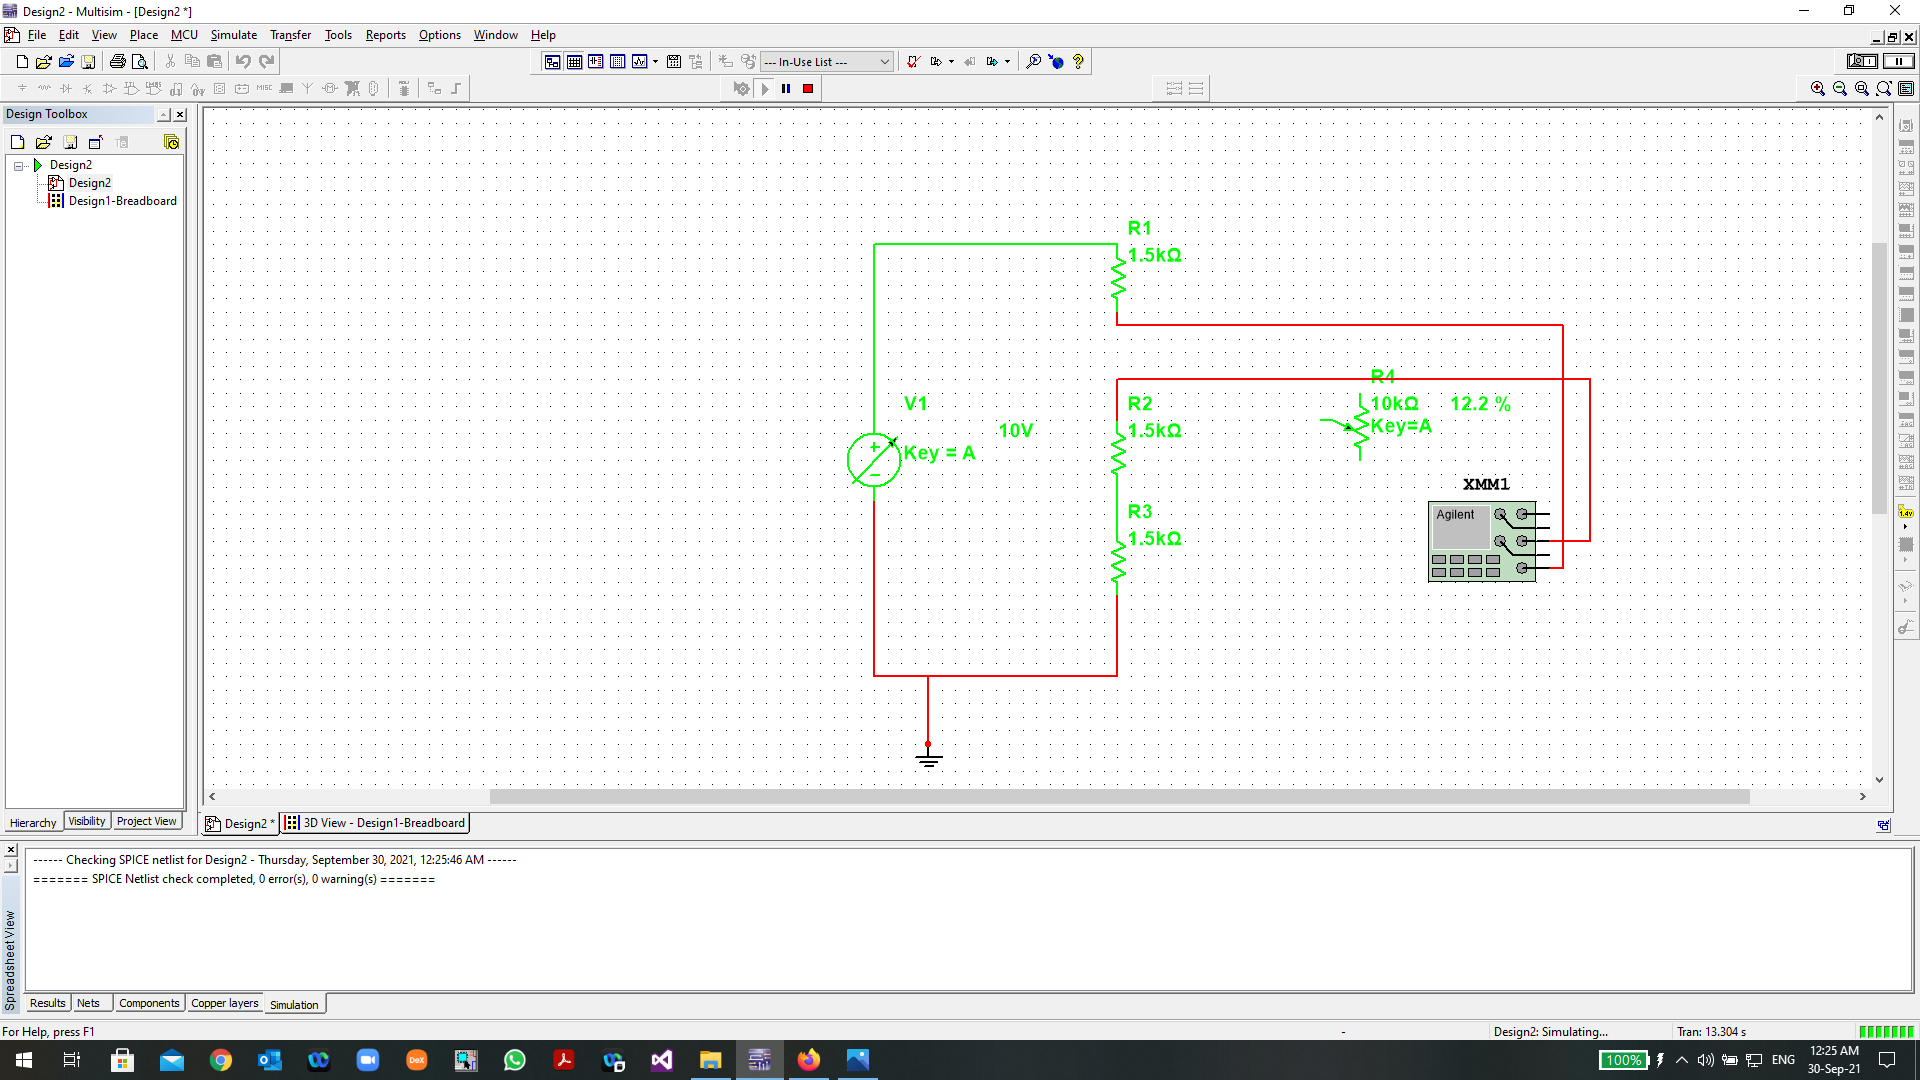 Design2 - Multisim - [Design2 *]
File Edit View Place MCU Simulate Transfer Tools Reports Options Window Help
--- In-Use List ---
MISC
Design Toolbox
Design2
Design2
Design1-Breadboard
R1
1.5kΩ
R4
V1
R2
10kΩ 12.2 %
10V
1.5kΩ
Key=A
Key = A
XMM1
R3
Agilent
1.5kΩ
Hierarchy Visibility Project View
Design2 * 3D View - Design1-Breadboard
------ Checking SPICE netlist for Design2 - Thursday, September 30, 2021, 12:25:46 AM ------
======= SPICE Netlist check completed, 0 error(s), 0 warning(s) =======
Spreadsheet View
Results Nets Components Copper layers Simulation
For Help, press F1 - Design2: Simulating... Tran: 13.304 s
100% ENG 12:25 AM
30-Sep-21